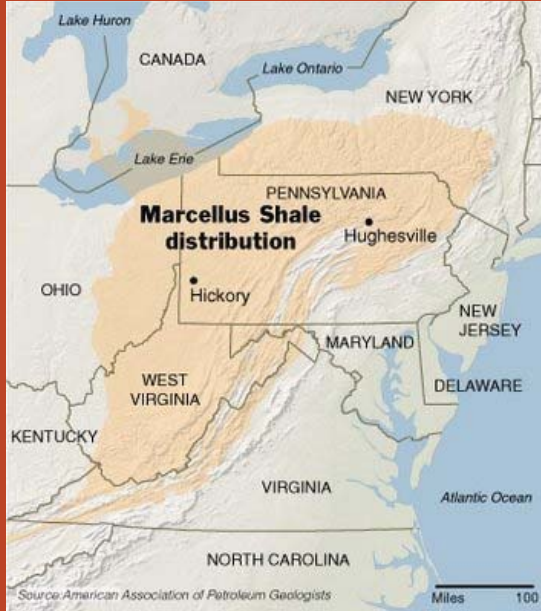 Lake Huron
CANADA
Lake Ontario
NEW YORK
Lake Erie
PENNSYLVANIA
Marcellus Shale
distribution
Hughesville
OHIO
Hickory
NEW
JERSEY
MARYLAND
WEST
VIRGINIA
DELAWARE
KENTUCKY
VIRGINIA
Atlantic Ocean
NORTH CAROLINA
Source:American Association of Petroleum Geologists
Miles 100